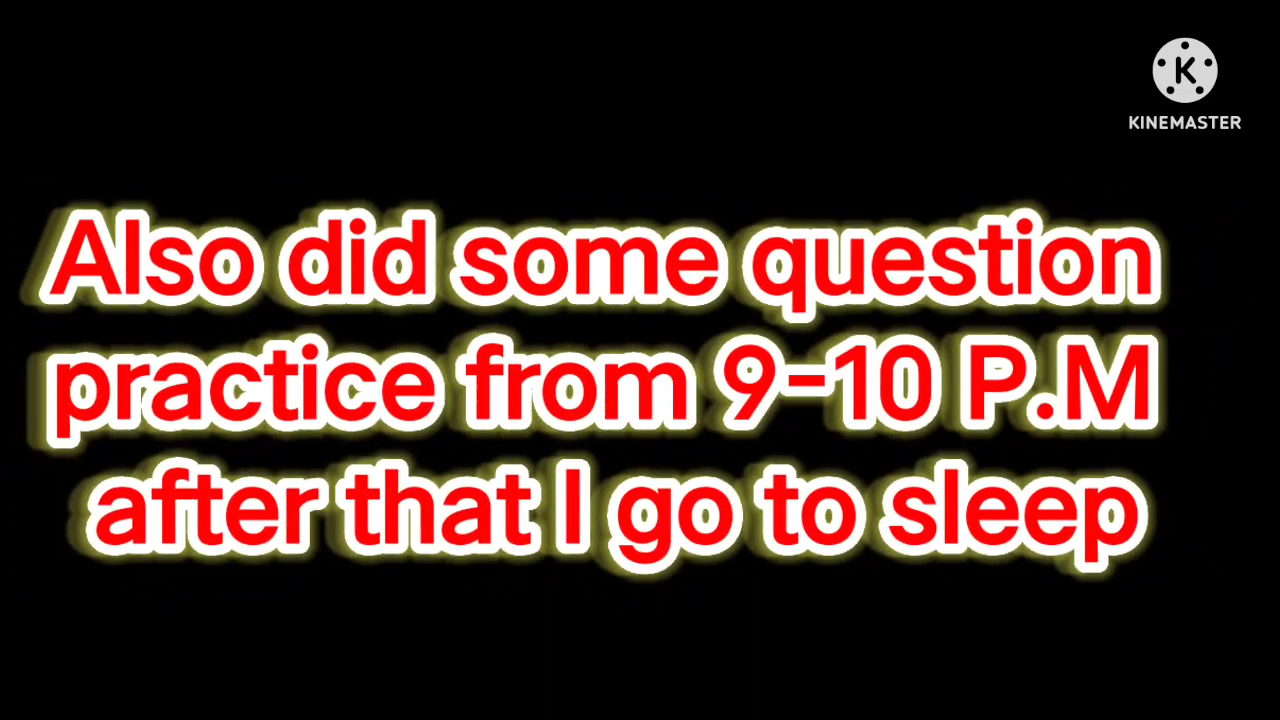 K
KINEMASTER
Also did some question
practice from 9-10 P.M
after that I go to sleep